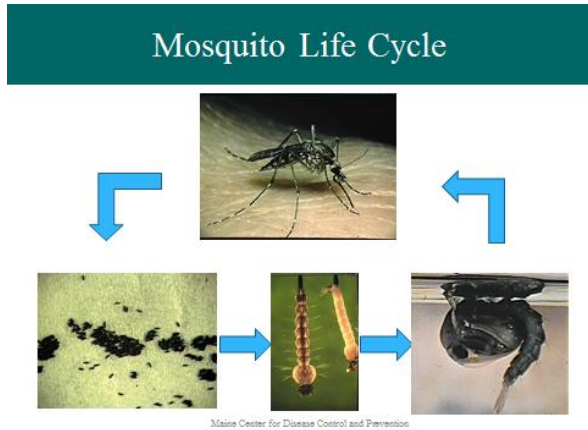 Mosquito Life Cycle
Maine Center for Disease Control and Prevention